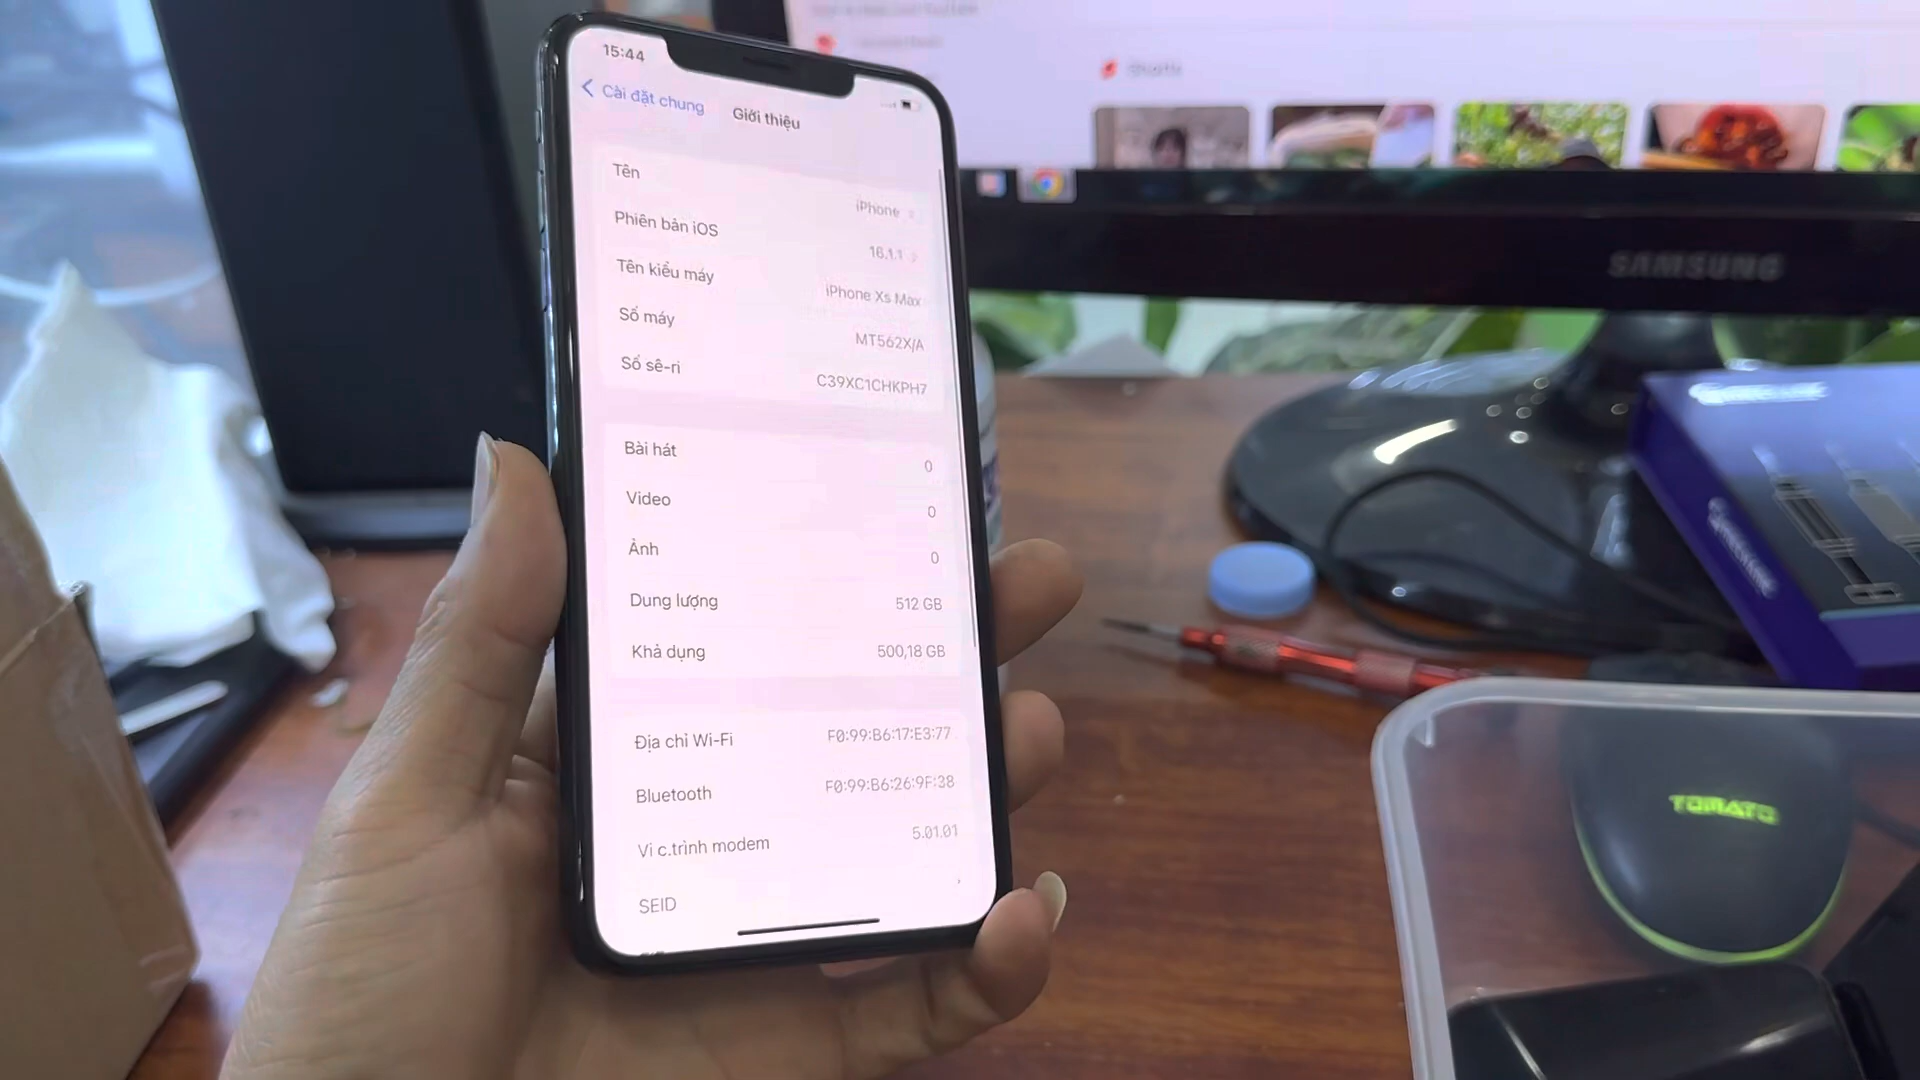 15:44
Cài đặt chung
Giới thiệu
Tên
iPhone
Phiên bản iOS
16.1.1
Tên kiểu máy
iPhone Xs Max
Số máy
MT562X/A
Số sê-ri
C39XC1CHKPH7
Bài hát
0
Video
0
Ảnh
0
Dung lượng
512 GB
Khả dụng
500,18 GB
Địa chỉ Wi-Fi
F0:99:B6:17:E3:77
Bluetooth
F0:99:B6:26:9F:38
Vi c.trình modem
5.01.01
SEID
Shorts
SAMSUNG
TOMATO